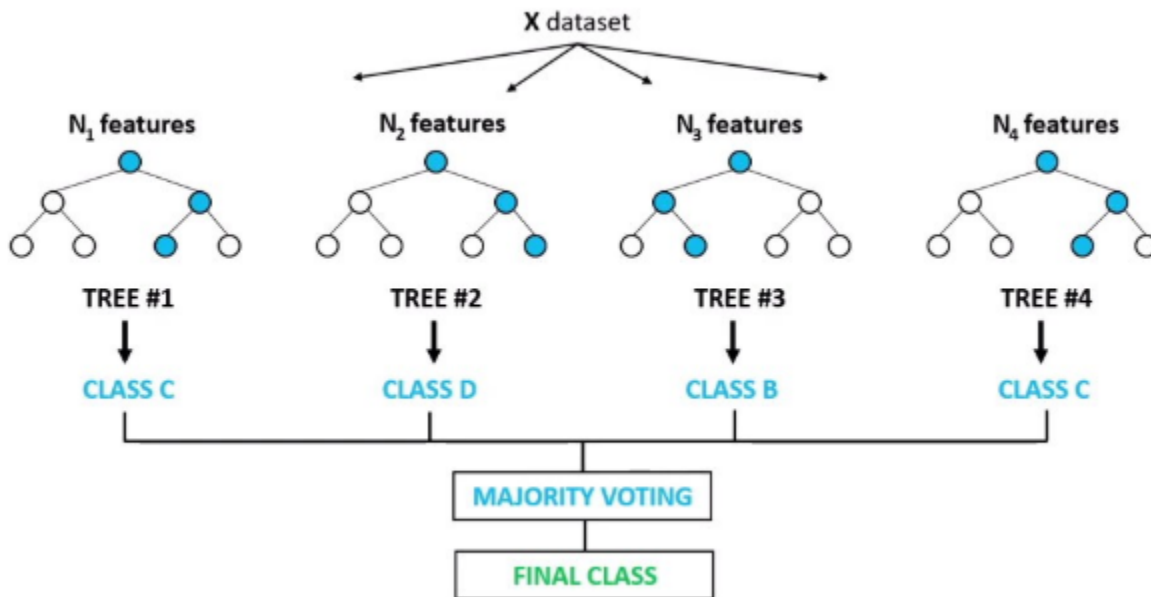 X dataset
N₁ features N₂ features N₃ features N₄ features
TREE #1 TREE #2 TREE #3 TREE #4
CLASS C CLASS D CLASS B CLASS C
MAJORITY VOTING
FINAL CLASS